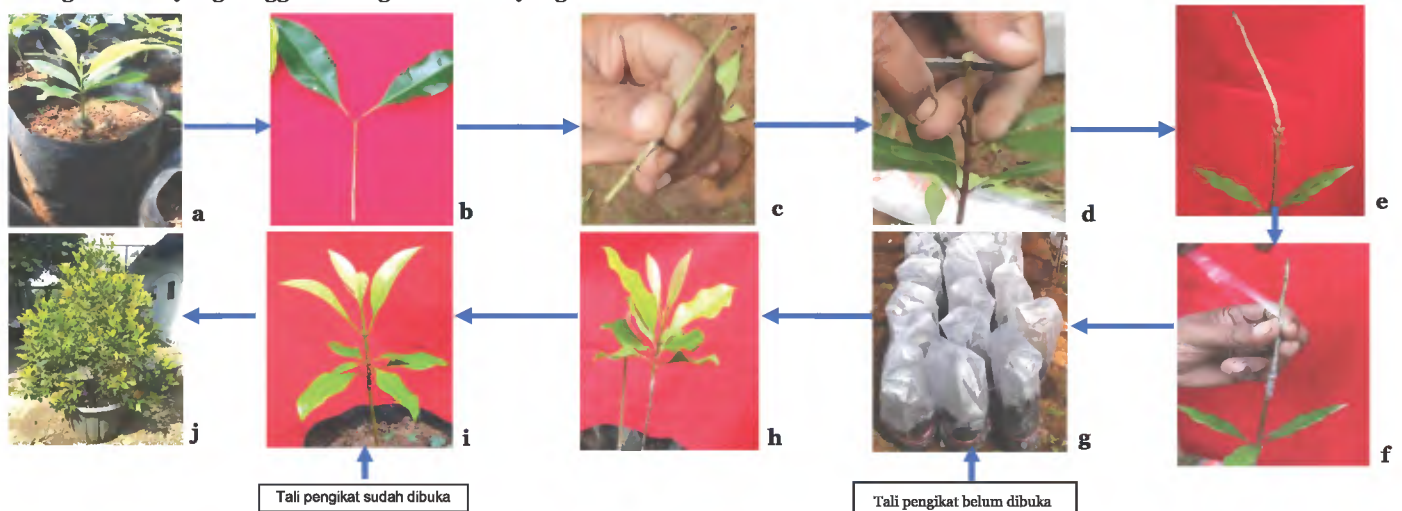 a
b
c
d
e
j
i
h
g
f
Tali pengikat sudah dibuka
Tali pengikat belum dibuka